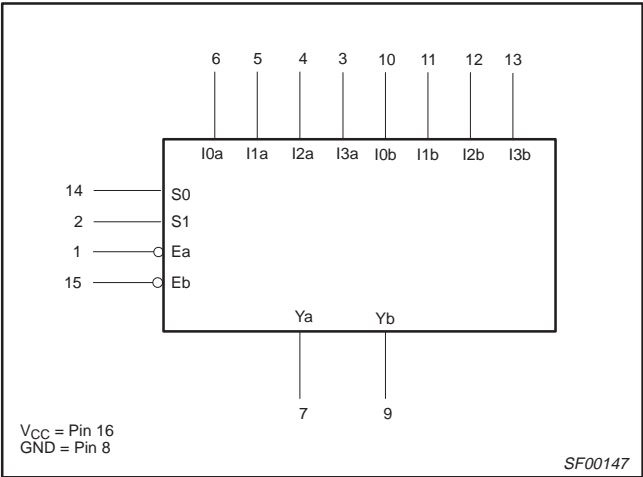 6 5 4 3 10 11 12 13
I0a I1a I2a I3a I0b I1b I2b I3b
14 S0
2 S1
1 Ea
15 Eb
Ya Yb
7 9
VCC = Pin 16
GND = Pin 8
SF00147